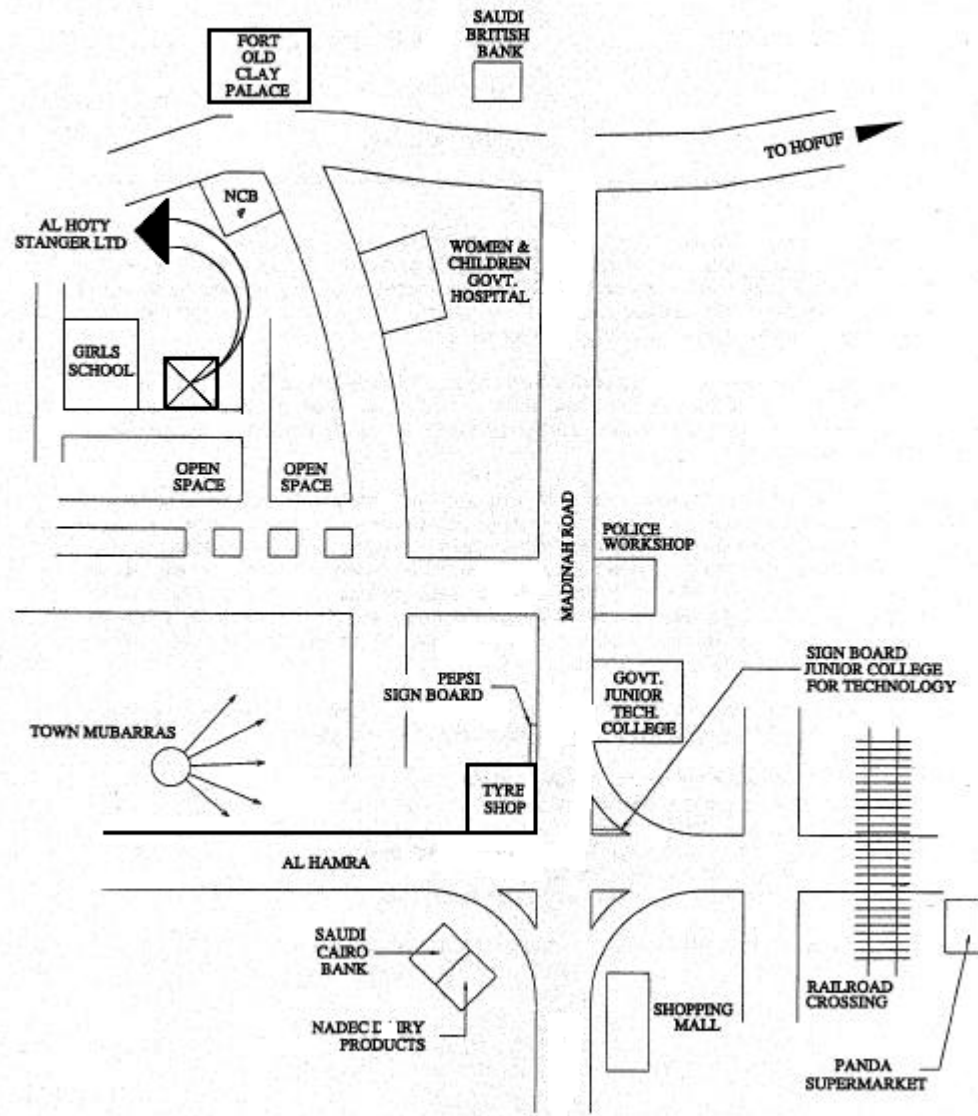 FORT
OLD
CLAY
PALACE
SAUDI
BRITISH
BANK
TO HOFUF
NCB
AL HOTY
STANGER LTD
WOMEN &
CHILDREN
GOVT.
HOSPITAL
GIRLS
SCHOOL
OPEN
SPACE
OPEN
SPACE
MADINAH ROAD
POLICE
WORKSHOP
SIGN BOARD
JUNIOR COLLEGE
FOR TECHNOLOGY
PEPSI
SIGN BOARD
GOVT.
JUNIOR
TECH.
COLLEGE
TOWN MUBARRAS
TYRE
SHOP
AL HAMRA
SAUDI
CAIRO
BANK
NADEC
PRODUCTS
SHOPPING
MALL
RAILROAD
CROSSING
PANDA
SUPERMARKET